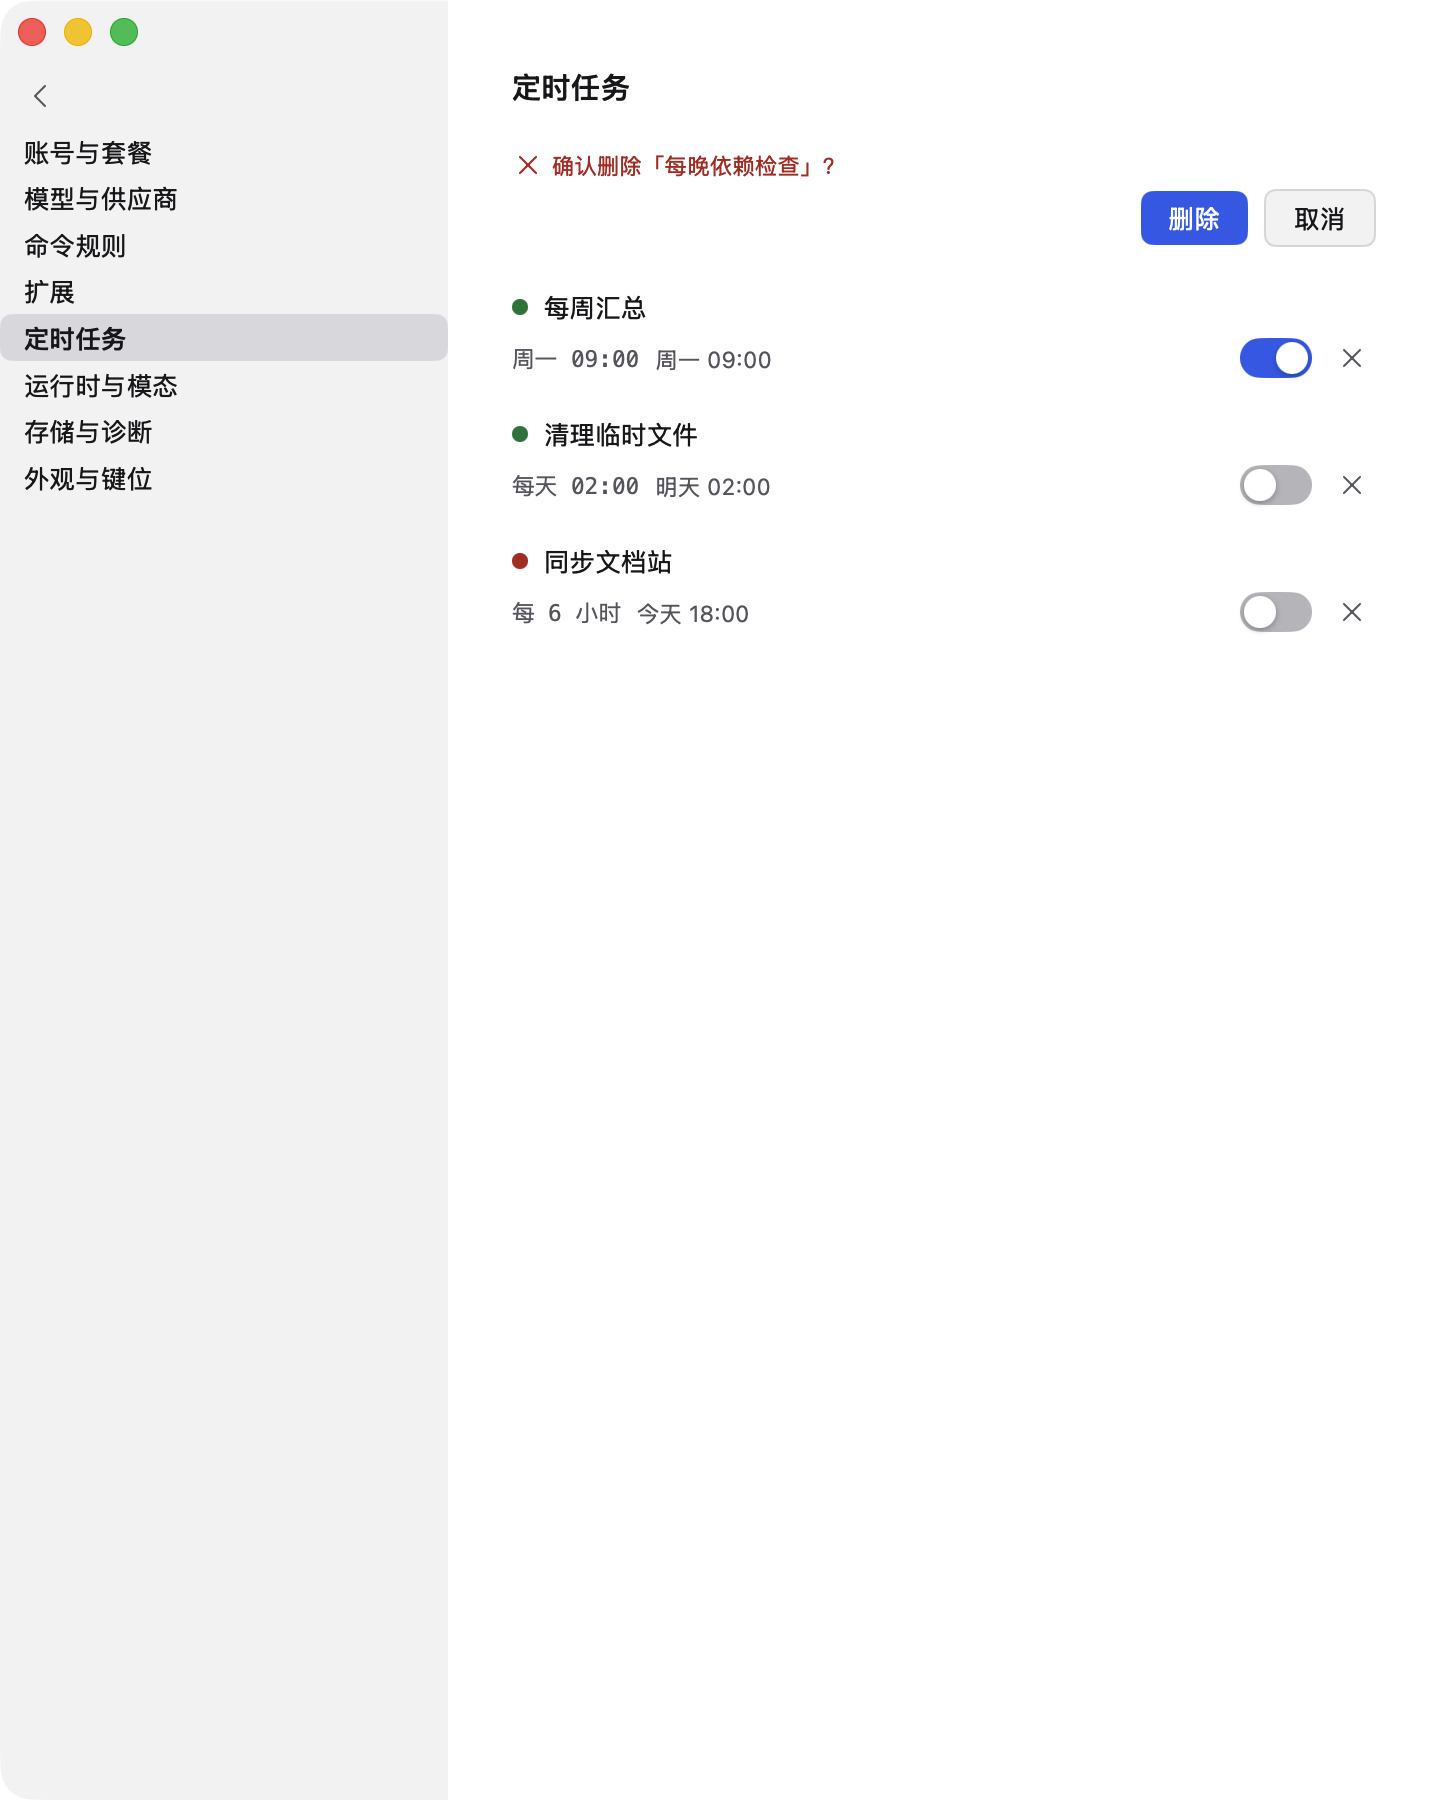 账号与套餐
模型与供应商
命令规则
扩展
定时任务
运行时与模态
存储与诊断
外观与键位
定时任务
确认删除「每晚依赖检查」?
删除 取消
每周汇总
周一 09:00 周一 09:00
清理临时文件
每天 02:00 明天 02:00
同步文档站
每 6 小时 今天 18:00